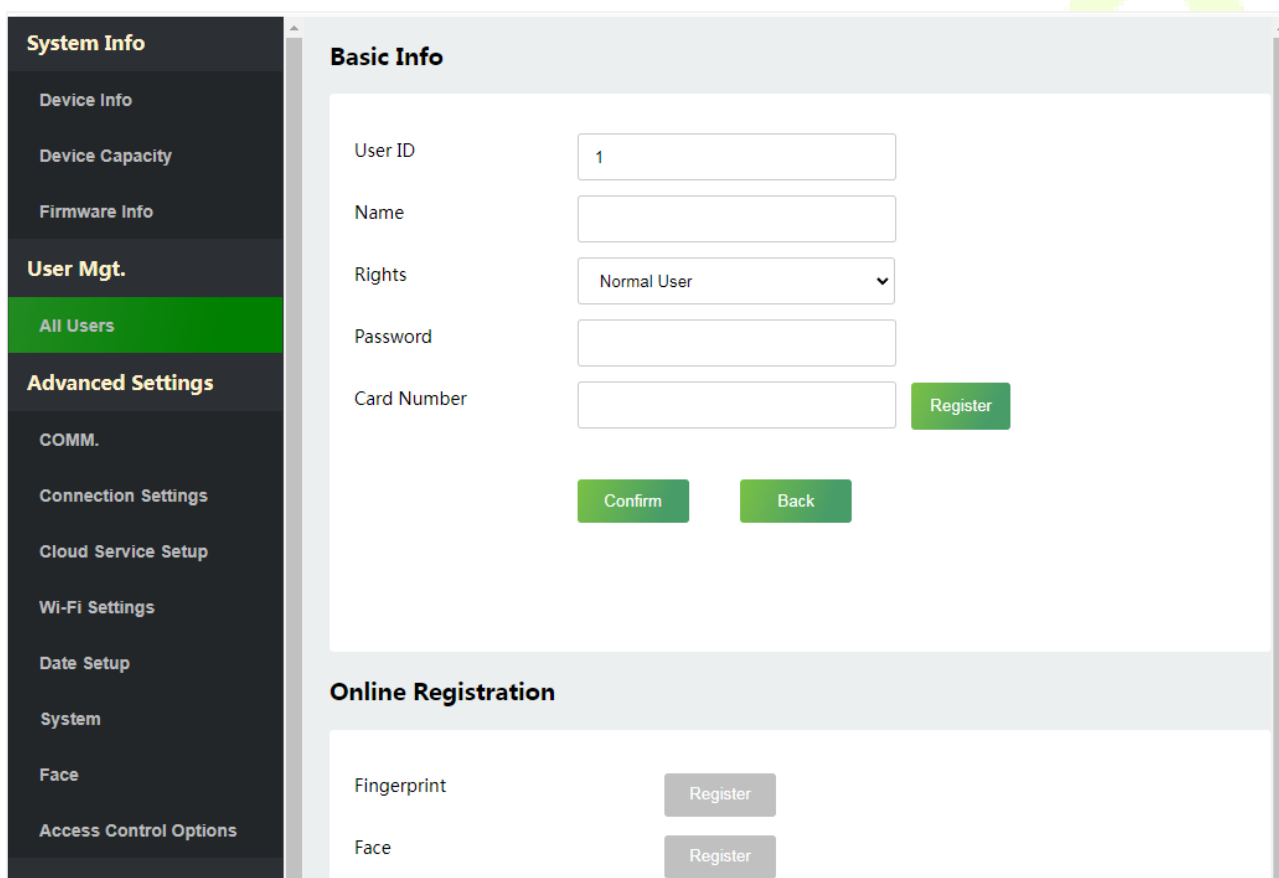 System Info
Device Info
Device Capacity
Firmware Info
User Mgt.
All Users
Advanced Settings
COMM.
Connection Settings
Cloud Service Setup
Wi-Fi Settings
Date Setup
System
Face
Access Control Options
Basic Info
User ID 1
Name
Rights Normal User
Password
Card Number Register
Confirm Back
Online Registration
Fingerprint Register
Face Register